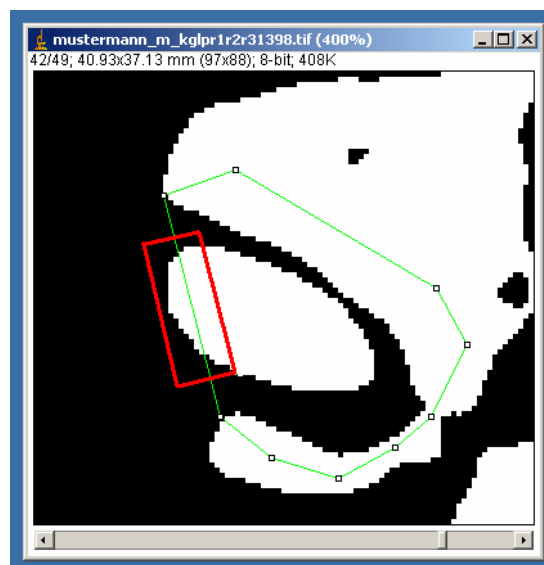 mustermann_m_kglpr1r2r31398.tif (400%)
42/49; 40.93x37.13 mm (97x88); 8-bit; 408K